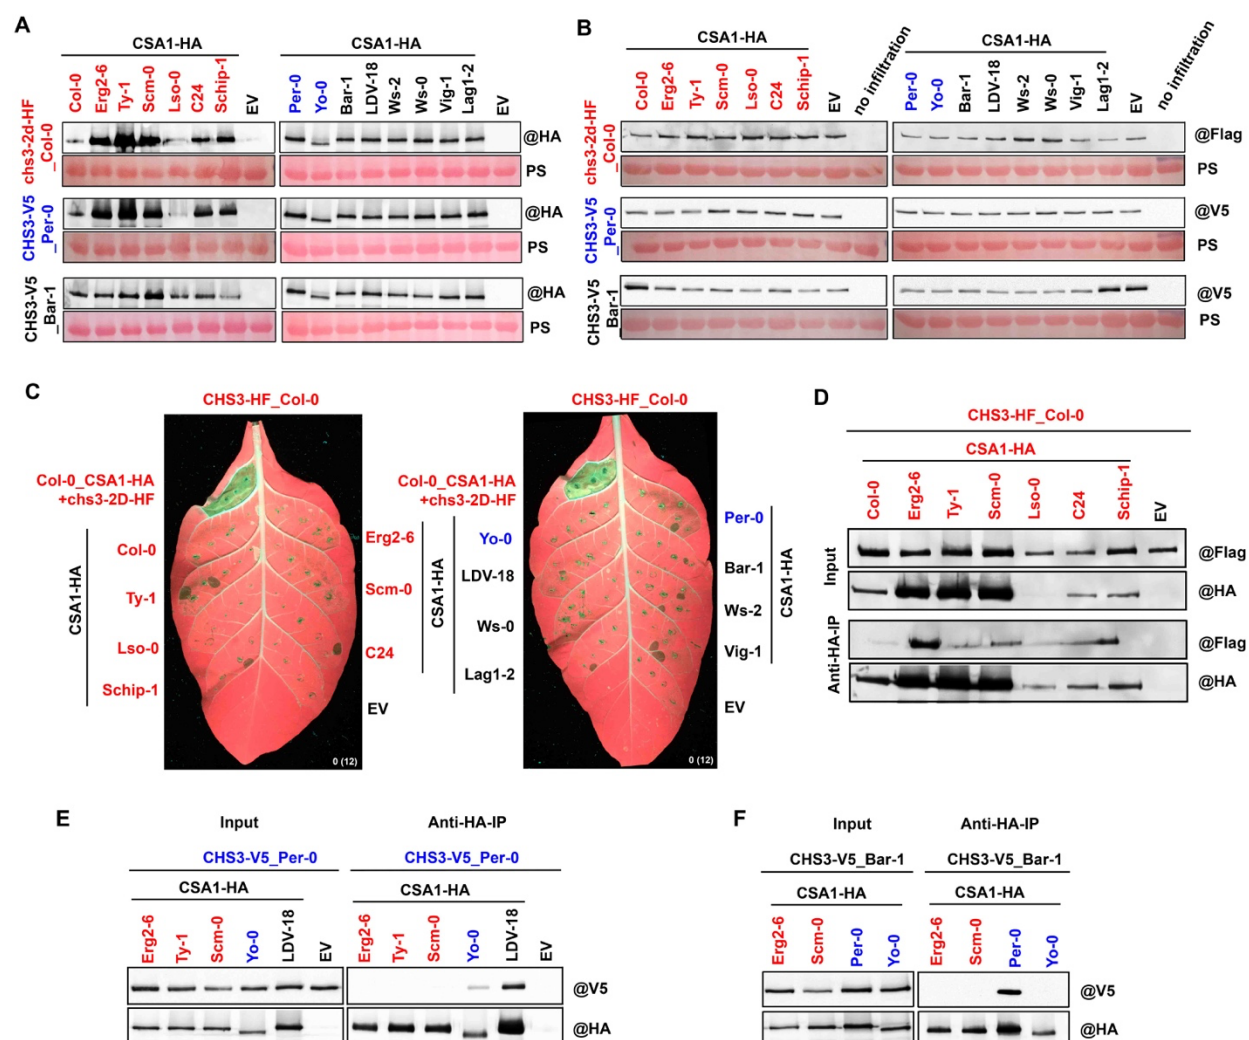 A
CSA1-HA
CSA1-HA
Col-0
Erg2-6
Ty-1
Scm-0
Lso-0
C24
Schip-1
EV
Per-0
Yo-0
Bar-1
LDV-18
Ws-2
Ws-0
Vig-1
Lag1-2
EV
chs3-2d-HF
_Col-0
@HA
PS
CHS3-V5
_Per-0
@HA
PS
CHS3-V5
_Bar-1
@HA
PS
B
CSA1-HA
CSA1-HA
Col-0
Erg2-6
Ty-1
Scm-0
Lso-0
C24
Schip-1
EV
no infiltration
Per-0
Yo-0
Bar-1
LDV-18
Ws-2
Ws-0
Vig-1
Lag1-2
EV
no infiltration
chs3-2d-HF
_Col-0
@Flag
PS
CHS3-V5
_Per-0
@V5
PS
CHS3-V5
_Bar-1
@V5
PS
C
CHS3-HF_Col-0
Col-0_CSA1-HA
+chs3-2D-HF
CSA1-HA
Col-0
Ty-1
Lso-0
Schip-1
Erg2-6
Scm-0
C24
CSA1-HA
EV
0 (12)
CHS3-HF_Col-0
Col-0_CSA1-HA
+chs3-2D-HF
CSA1-HA
Yo-0
LDV-18
Ws-0
Lag1-2
Per-0
Bar-1
Ws-2
Vig-1
EV
0 (12)
D
CHS3-HF_Col-0
CSA1-HA
Col-0
Erg2-6
Ty-1
Scm-0
Lso-0
C24
Schip-1
EV
Input
@Flag
@HA
Anti-HA-IP
@Flag
@HA
E
Input
Anti-HA-IP
CHS3-V5_Per-0
CHS3-V5_Per-0
CSA1-HA
CSA1-HA
Erg2-6
Ty-1
Scm-0
Yo-0
LDV-18
EV
Erg2-6
Ty-1
Scm-0
Yo-0
LDV-18
EV
@V5
@HA
F
Input
Anti-HA-IP
CHS3-V5_Bar-1
CHS3-V5_Bar-1
CSA1-HA
CSA1-HA
Erg2-6
Scm-0
Per-0
Yo-0
Erg2-6
Scm-0
Per-0
Yo-0
@V5
@HA